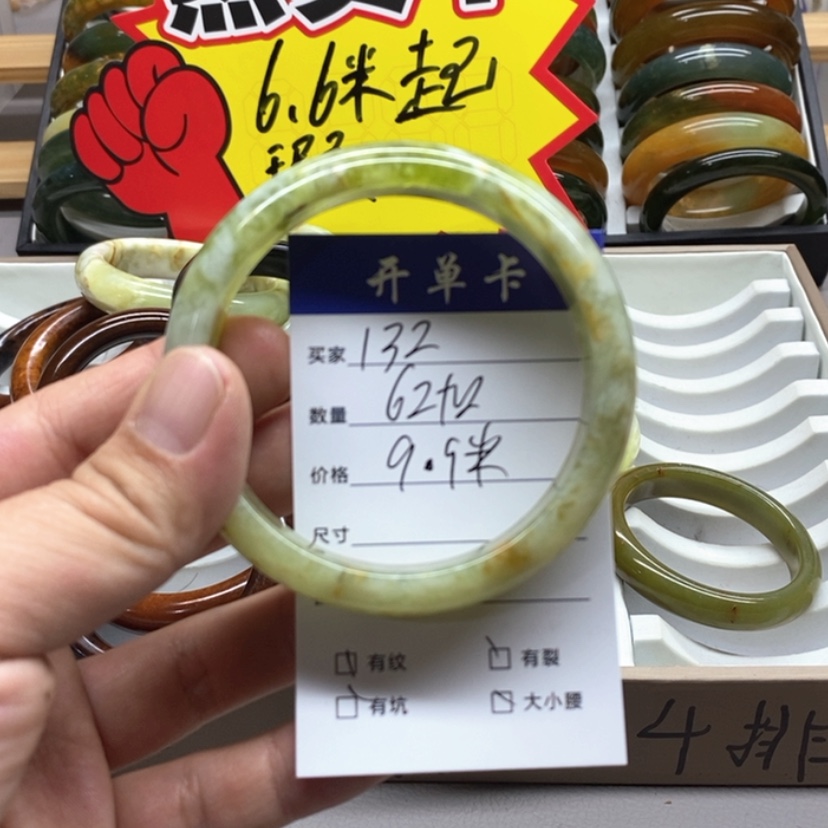 6.6米起
开单卡
买家 132
数量 62加
价格 9.9米
尺寸
有纹 有裂
有坑 大小腰
4排